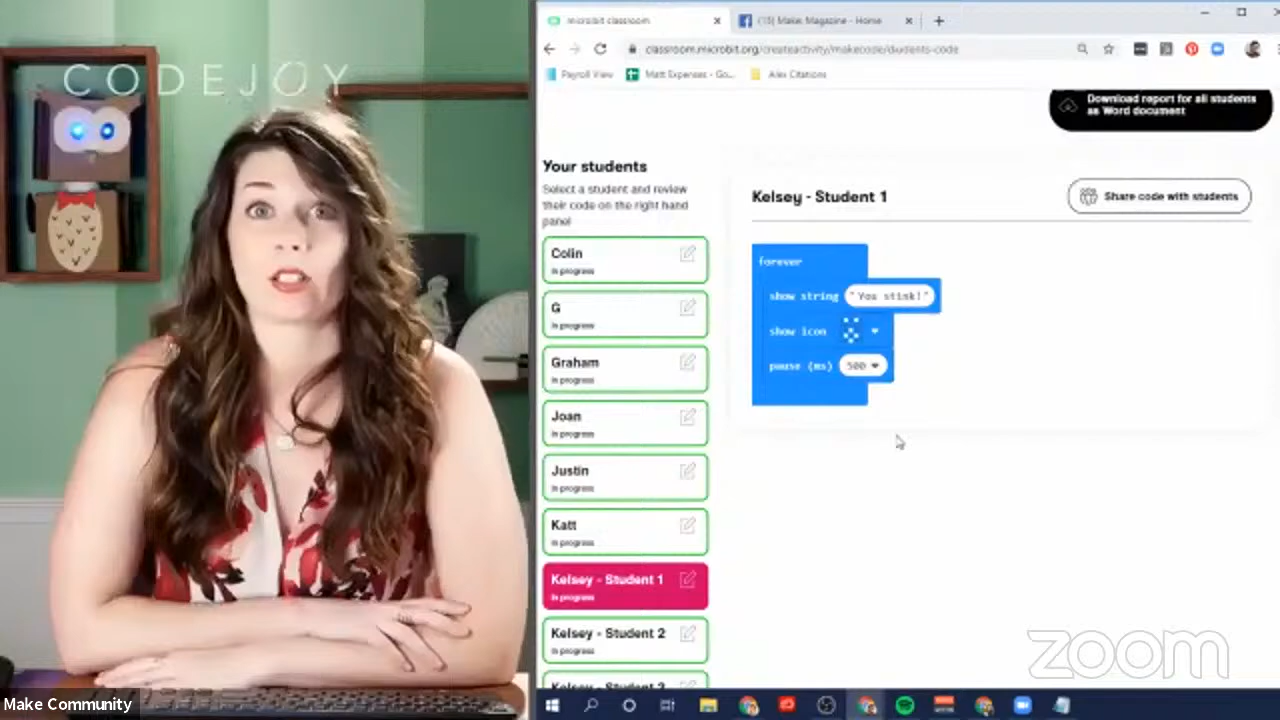 CODEJOY
Make Community
microbit classroom
(15) Make: Magazine - Home
classroom.microbit.org/createactivity/makecode/dwudents-code
Payroll View
Matt Expenses - Go...
Alex Citations
Download report for all students
as Word document
Your students
Select a student and review
their code on the right hand
panel
Colin
In progress
G
In progress
Graham
In progress
Joan
In progress
Justin
In progress
Katt
In progress
Kelsey - Student 1
In progress
Kelsey - Student 2
In progress
Kelsey - Student 3
Kelsey - Student 1
Share code with students
forever
show string "You stink!"
show icon
pause (ms) 500
zoom